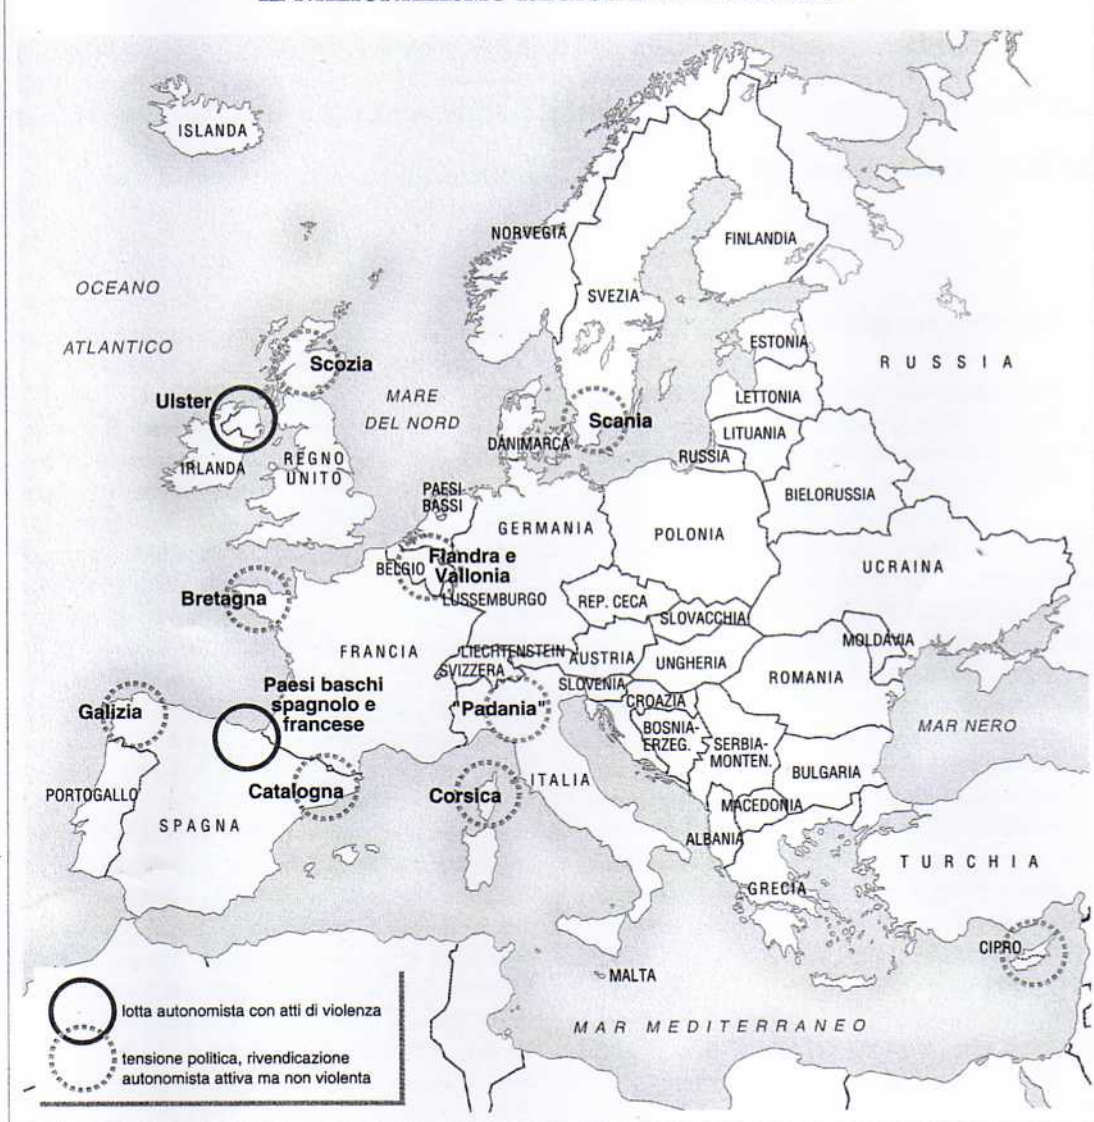 ISLANDA
NORVEGIA
FINLANDIA
SVEZIA
OCEANO
ATLANTICO
ESTONIA
RUSSIA
Scozia
LETTONIA
Ulster
MARE
DEL NORD
Scania
LITUANIA
DANIMARCA
RUSSIA
IRLANDA
REGNO
UNITO
PAESI
BASSI
BIELORUSSIA
GERMANIA
POLONIA
Fiandra e
Vallonia
BELGIO
UCRAINA
Bretagna
LUSSEMBURGO
REP. CECA
SLOVACCHIA
MOLDAVIA
FRANCIA
LIECHTENSTEIN
AUSTRIA
UNGHERIA
SVIZZERA
ROMANIA
SLOVENIA
Paesi baschi
spagnolo e
francese
CROAZIA
Galizia
"Padania"
MAR NERO
BOSNIA-
ERZEG.
SERBIA-
MONTEN.
BULGARIA
ITALIA
PORTOGALLO
Catalogna
Corsica
MACEDONIA
SPAGNA
ALBANIA
TURCHIA
GRECIA
CIPRO
MALTA
MAR MEDITERRANEO
lotta autonomista con atti di violenza
tensione politica, rivendicazione
autonomista attiva ma non violenta